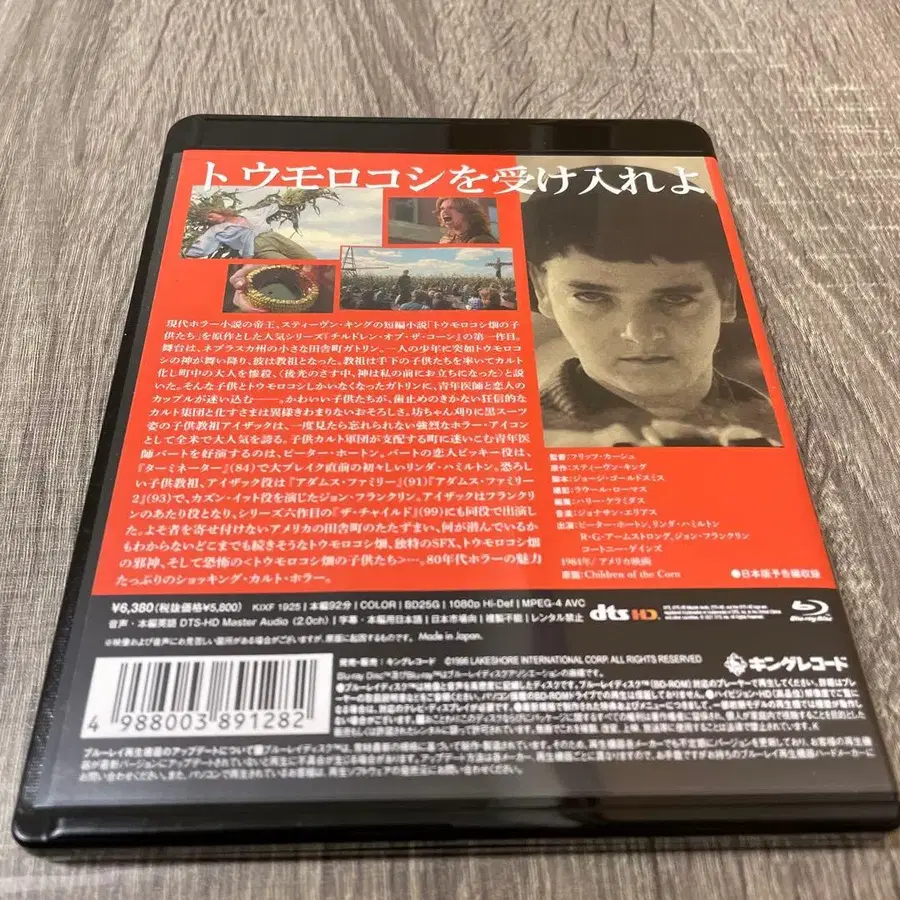 トウモロコシを受け入れよ
現代ホラー小説の帝王、スティーヴン・キングの短編小説「トウモロコシ畑の子
供たち」を原作とした人気シリーズ『チルドレン・オブ・ザ・コーン』の第一作目。
舞台は、ネブラスカ州の小さな田舎町ガトリン。一人の少年に突如トウモロコ
シの神が舞い降り、彼は教祖となった。教祖は手下の子供たちを率いてカルト
化し町中の大人を惨殺、〈後光のさす中、神は私の前にお立ちになった〉と説
いた。そんな子供とトウモロコシしかいなくなったガトリンに、青年医師と恋人の
カップルが迷い込む――。かわいい子供たちが、歯止めのきかない狂信的な
カルト集団と化すさまは異様きわまりないおそろしさ。坊ちゃん刈りに黒スーツ
姿の子供教祖アイザックは、一度見たら忘れられない強烈なホラー・アイコン
として全米で大人気を誇る。子供カルト軍団が支配する町に迷いこむ青年医
師バートを好演するのは、ピーター・ホートン。バートの恋人ビッキー役は、
『ターミネーター』(84)で大ブレイク直前の初々しいリンダ・ハミルトン。恐ろし
い子供教祖、アイザック役は『アダムス・ファミリー』(91)『アダムス・ファミリー
2』(93)で、カズン・イット役を演じたジョン・フランクリン。アイザックはフランクリ
ンのあたり役となり、シリーズ六作目の『ザ・チャイルド』(99)にも同役で出演し
た。よそ者を寄せ付けないアメリカの田舎町のたたずまい、何が潜んでいるか
もわからないどこまでも続きそうなトウモロコシ畑、独特のSFX、トウモロコシ畑
の邪神、そして恐怖の〈トウモロコシ畑の子供たち〉…。80年代ホラーの魅力
たっぷりのショッキング・カルト・ホラー。
監督：フリッツ・カーシュ
原作：スティーヴン・キング
脚本：ジョージ・ゴールドスミス
撮影：ラウール・ローマス
編集：ハリー・ケラミダス
音楽：ジョナサン・エリアス
出演：ピーター・ホートン、リンダ・ハミルトン
R・G・アームストロング、ジョン・フランクリン
コートニー・ゲインズ
1984年/アメリカ映画
原題：Children of the Corn
●日本版予告編収録
¥6,380(税抜価格¥5,800) KIXF 1925 | 本編92分 | COLOR | BD25G | 1080p Hi-Def | MPEG-4 AVC
音声・本編英語 DTS-HD Master Audio (2.0ch) | 字幕・本編用日本語 | 日本市場向 | 複製不能 | レンタル禁止
※映像および音声にお見苦しい箇所がある場合がございますが、原版に起因するものです。 Made in Japan.
dts HD
Blu-ray Disc
発売・販売：キングレコード ©1996 LAKESHORE INTERNATIONAL CORP. ALL RIGHTS RESERVED
キングレコード
4 988003 891282